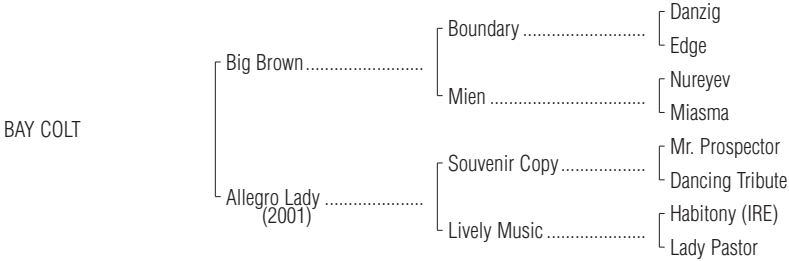 Danzig
Boundary ........................
Edge
Big Brown.......................
Nureyev
Mien ..............................
Miasma
BAY COLT
Mr. Prospector
Souvenir Copy.................
Dancing Tribute
Allegro Lady ...................
(2001)
Habitony (IRE)
Lively Music ...................
Lady Pastor